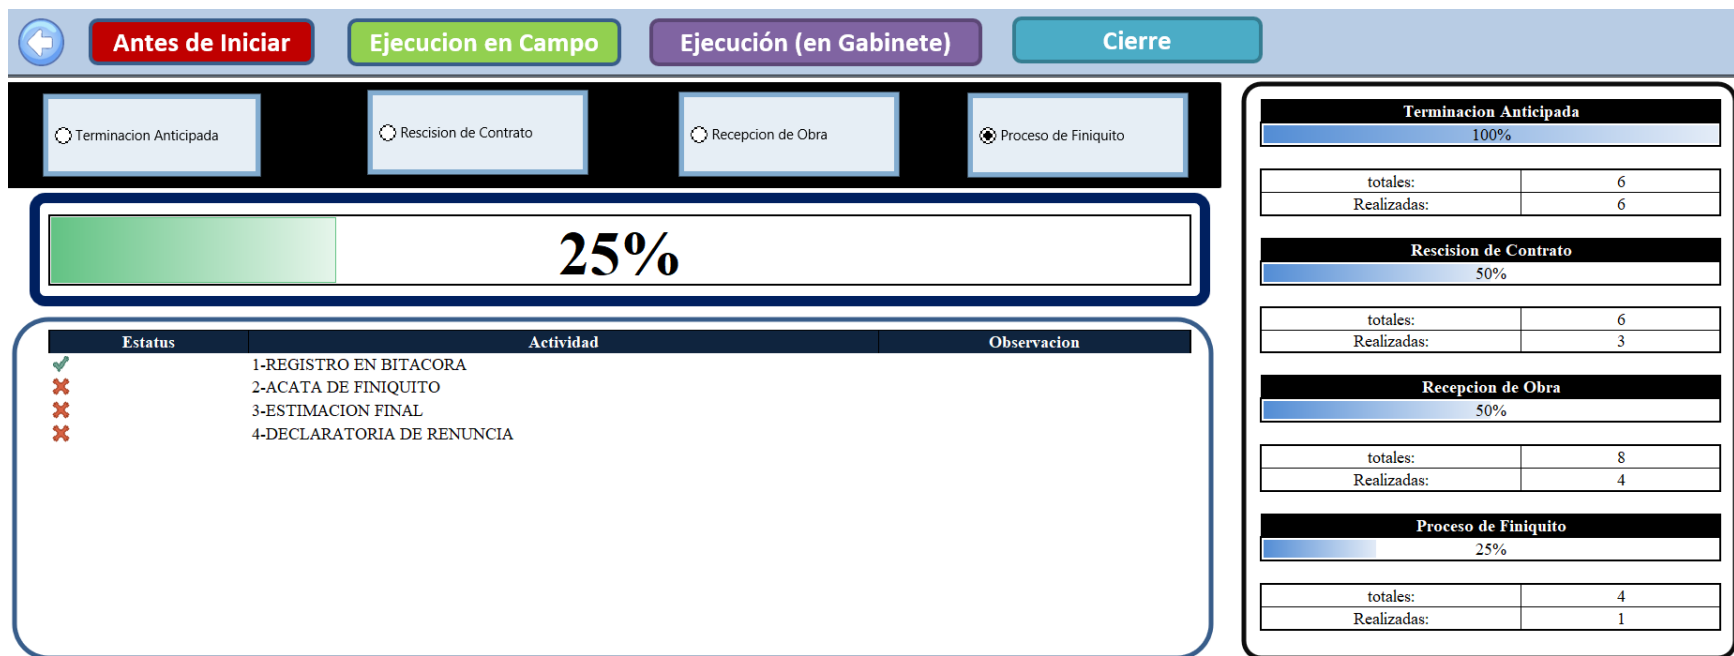 Antes de Iniciar
Ejecucion en Campo
Ejecución (en Gabinete)
Cierre
Terminacion Anticipada
Rescision de Contrato
Recepcion de Obra
Proceso de Finiquito
25%
Estatus Actividad Observacion
1-REGISTRO EN BITACORA
2-ACATA DE FINIQUITO
3-ESTIMACION FINAL
4-DECLARATORIA DE RENUNCIA
Terminacion Anticipada
100%
totales: 6
Realizadas: 6
Rescision de Contrato
50%
totales: 6
Realizadas: 3
Recepcion de Obra
50%
totales: 8
Realizadas: 4
Proceso de Finiquito
25%
totales: 4
Realizadas: 1